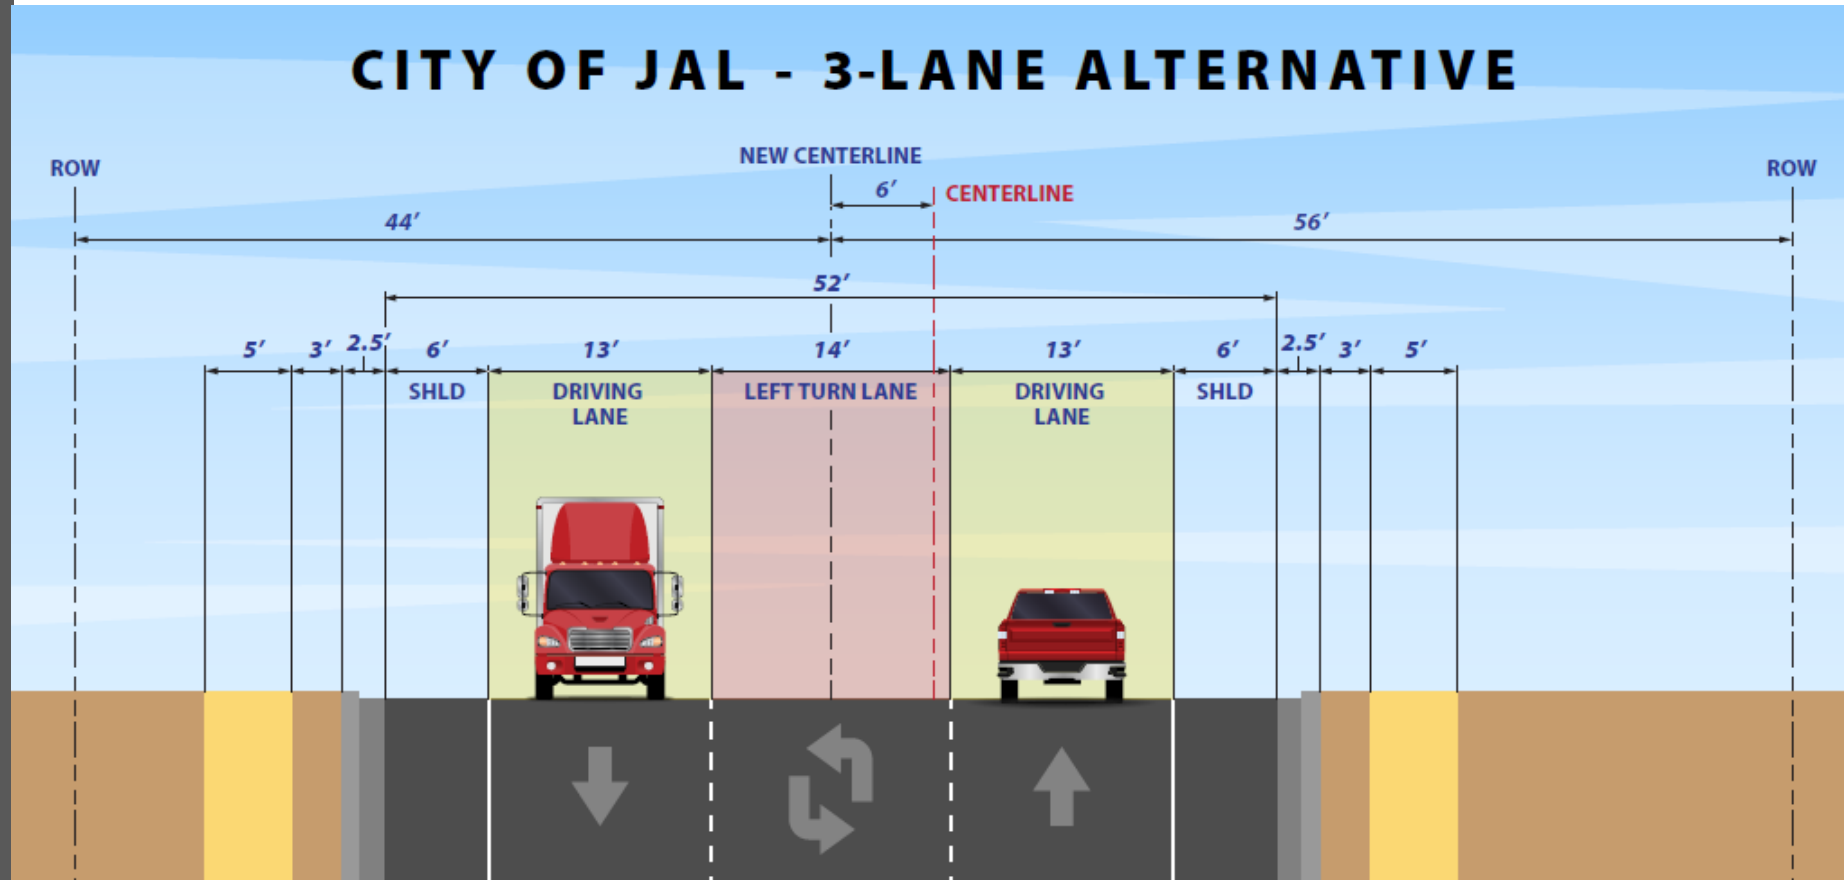 CITY OF JAL - 3-LANE ALTERNATIVE
NEW CENTERLINE
ROW
ROW
6′
CENTERLINE
44′
56′
52′
5′ 3′ 2.5′ 6′ 13′ 14′ 13′ 6′ 2.5′ 3′ 5′
SHLD
DRIVING
LANE
LEFT TURN LANE
DRIVING
LANE
SHLD